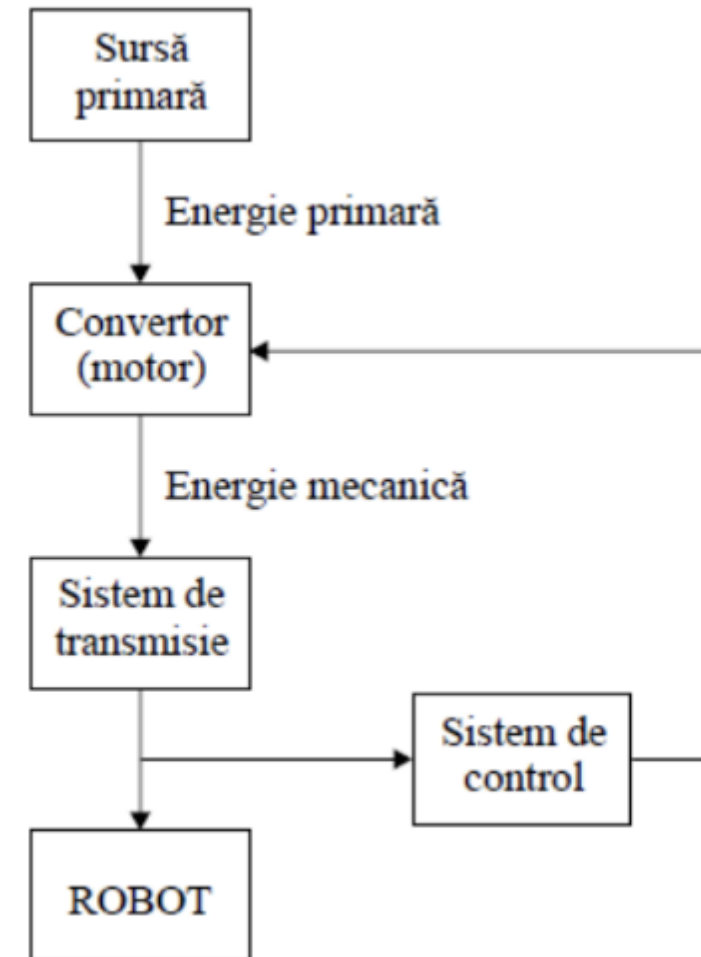 Sursă
primară
Energie primară
Convertor
(motor)
Energie mecanică
Sistem de
transmisie
Sistem de
control
ROBOT